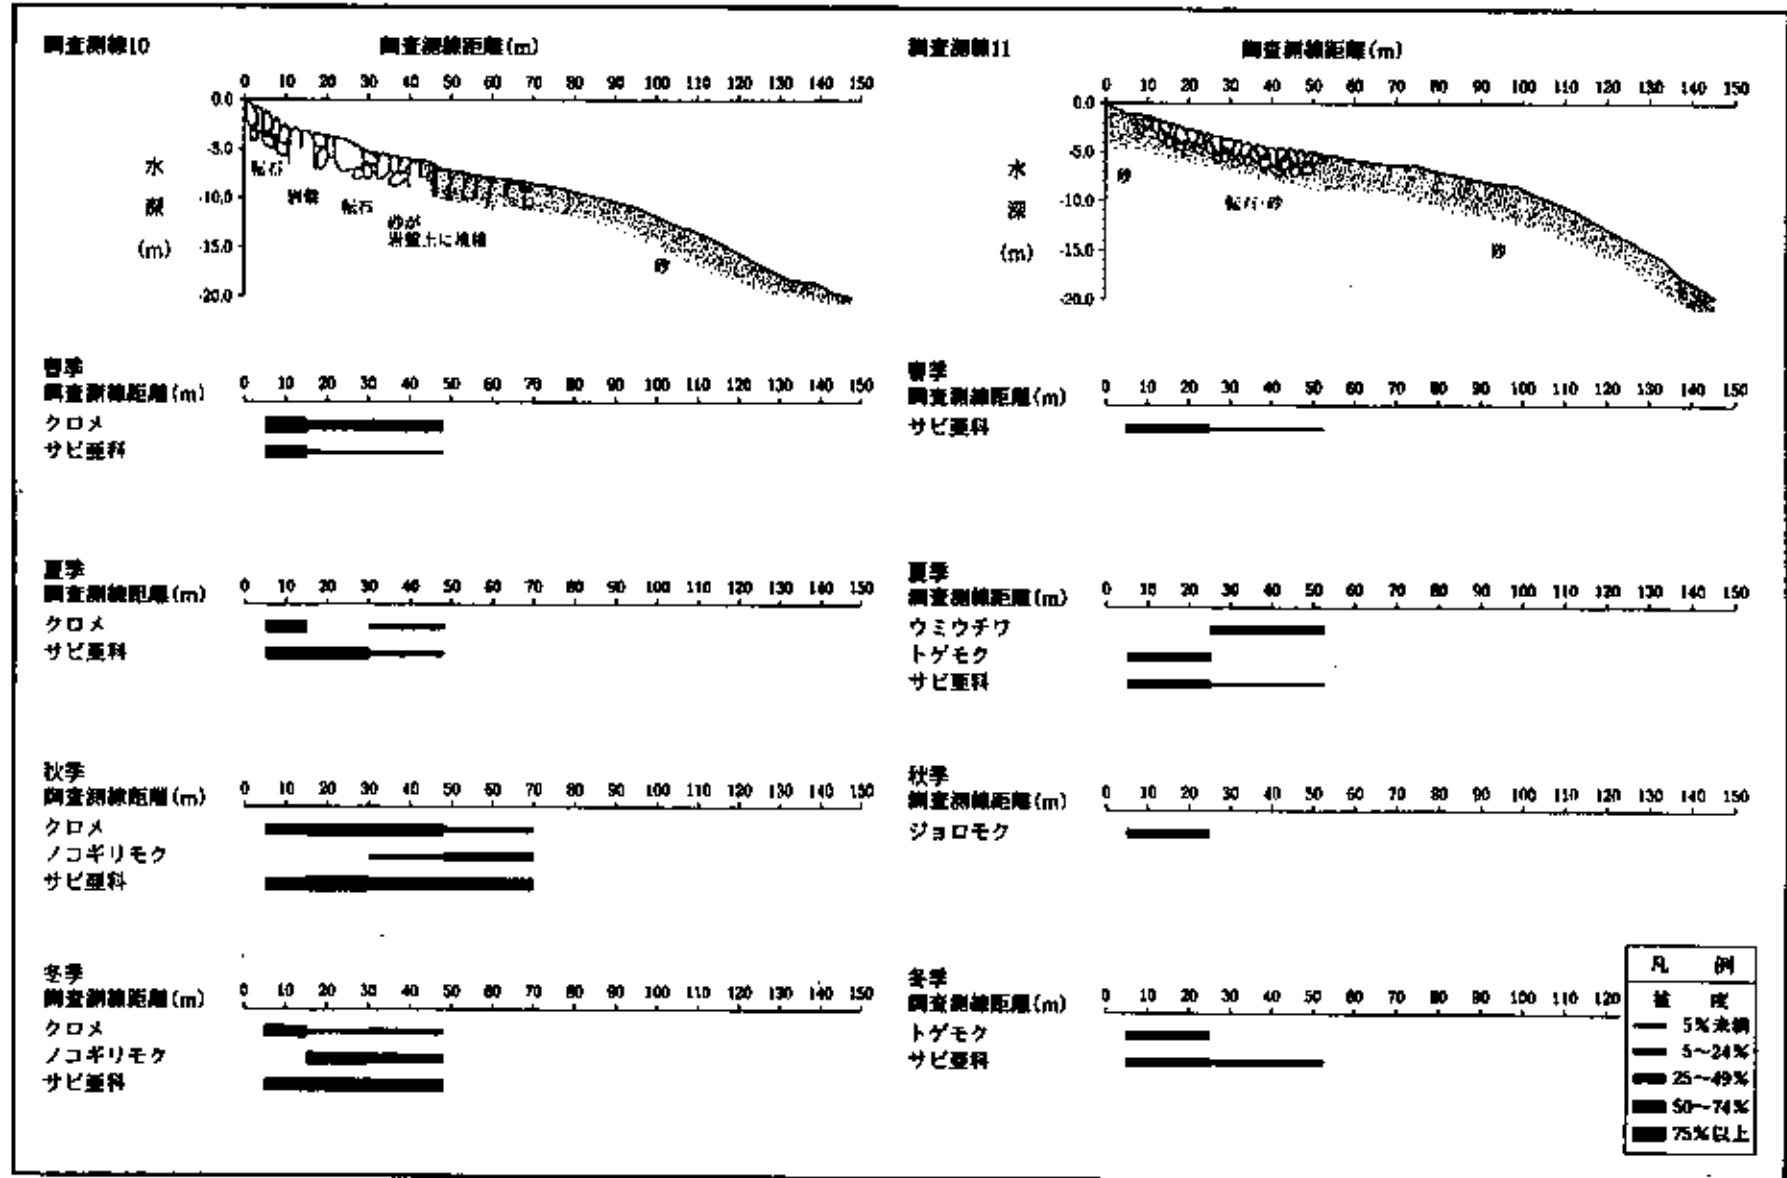 調査測線10 調査測線距離(m)
0 10 20 30 40 50 60 70 80 90 100 110 120 130 140 150
0.0
-5.0
-10.0
-15.0
-20.0
水
深
(m)
転石
岩盤
転石
砂が
岩盤上に堆積
砂
調査測線11 調査測線距離(m)
0 10 20 30 40 50 60 70 80 90 100 110 120 130 140 150
0.0
-5.0
-10.0
-15.0
-20.0
水
深
(m)
砂
転石・砂
砂
春季
調査測線距離(m) 0 10 20 30 40 50 60 70 80 90 100 110 120 130 140 150
クロメ
サビ亜科
春季
調査測線距離(m) 0 10 20 30 40 50 60 70 80 90 100 110 120 130 140 150
サビ亜科
夏季
調査測線距離(m) 0 10 20 30 40 50 60 70 80 90 100 110 120 130 140 150
クロメ
サビ亜科
夏季
調査測線距離(m) 0 10 20 30 40 50 60 70 80 90 100 110 120 130 140 150
ウミウチワ
トゲモク
サビ亜科
秋季
調査測線距離(m) 0 10 20 30 40 50 60 70 80 90 100 110 120 130 140 150
クロメ
ノコギリモク
サビ亜科
秋季
調査測線距離(m) 0 10 20 30 40 50 60 70 80 90 100 110 120 130 140 150
ジョロモク
冬季
調査測線距離(m) 0 10 20 30 40 50 60 70 80 90 100 110 120 130 140 150
クロメ
ノコギリモク
サビ亜科
冬季
調査測線距離(m) 0 10 20 30 40 50 60 70 80 90 100 110 120
トゲモク
サビ亜科
凡 例
被 度
5%未満
5~24%
25~49%
50~74%
75%以上